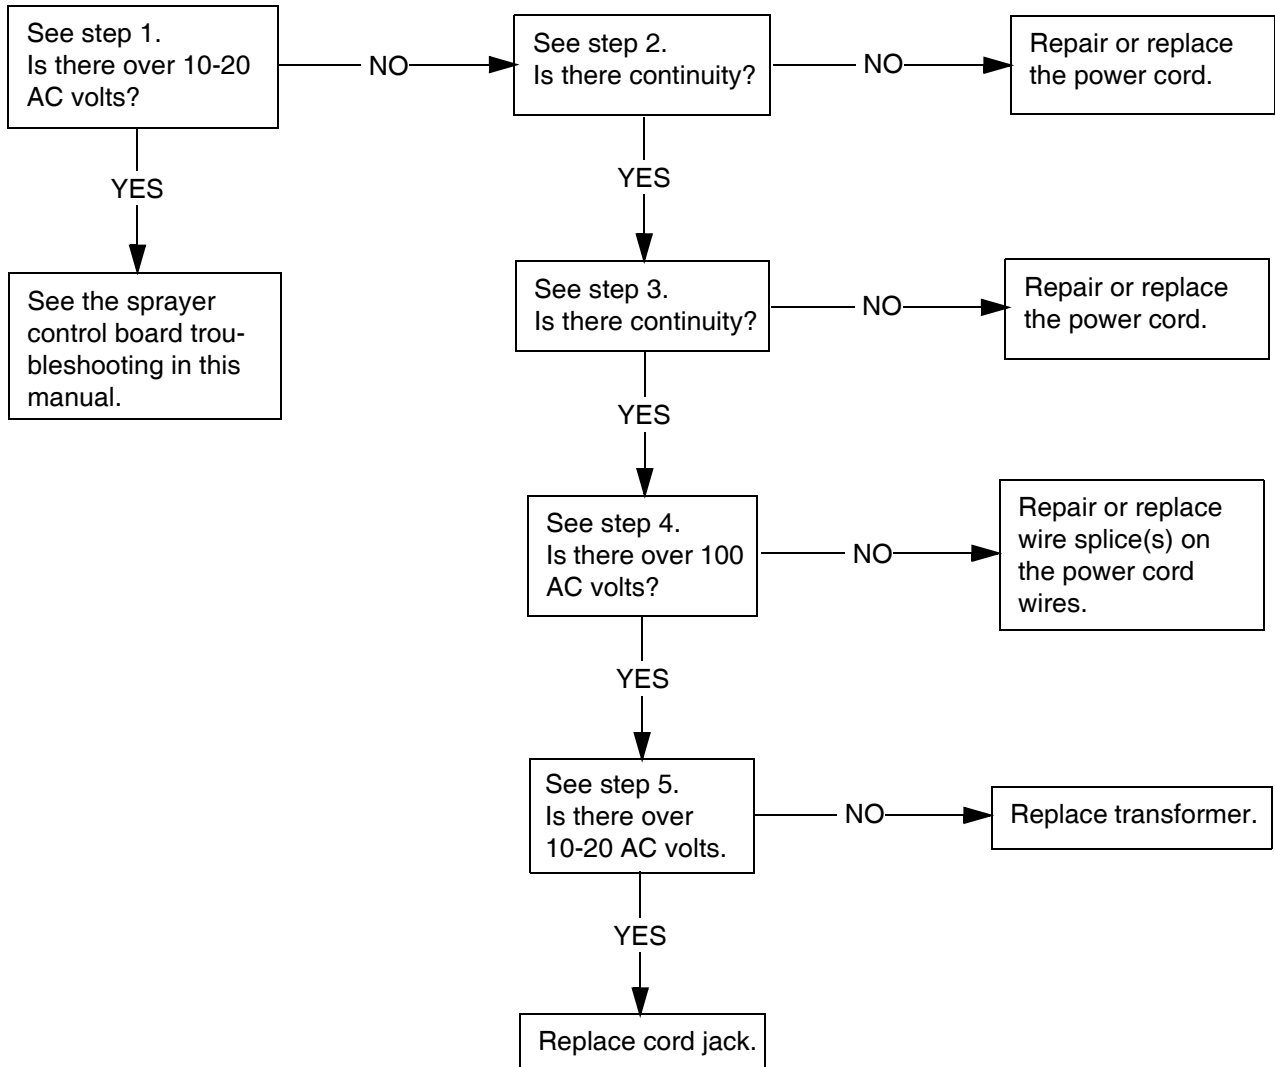 See step 1.
Is there over 10-20
AC volts?
NO
See step 2.
Is there continuity?
NO
Repair or replace
the power cord.
YES
See the sprayer
control board trou-
bleshooting in this
manual.
YES
See step 3.
Is there continuity?
NO
Repair or replace
the power cord.
YES
See step 4.
Is there over 100
AC volts?
NO
Repair or replace
wire splice(s) on
the power cord
wires.
YES
See step 5.
Is there over
10-20 AC volts.
NO
Replace transformer.
YES
Replace cord jack.